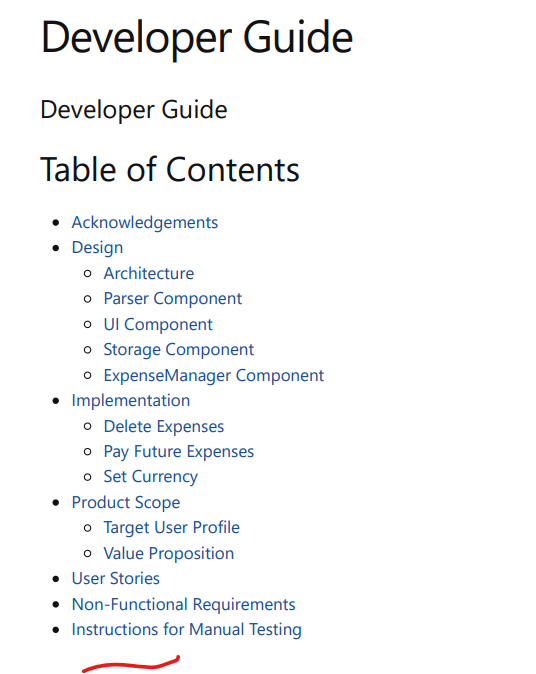 Developer Guide
Developer Guide
Table of Contents
Acknowledgements
Design
Architecture
Parser Component
UI Component
Storage Component
ExpenseManager Component
Implementation
Delete Expenses
Pay Future Expenses
Set Currency
Product Scope
Target User Profile
Value Proposition
User Stories
Non-Functional Requirements
Instructions for Manual Testing